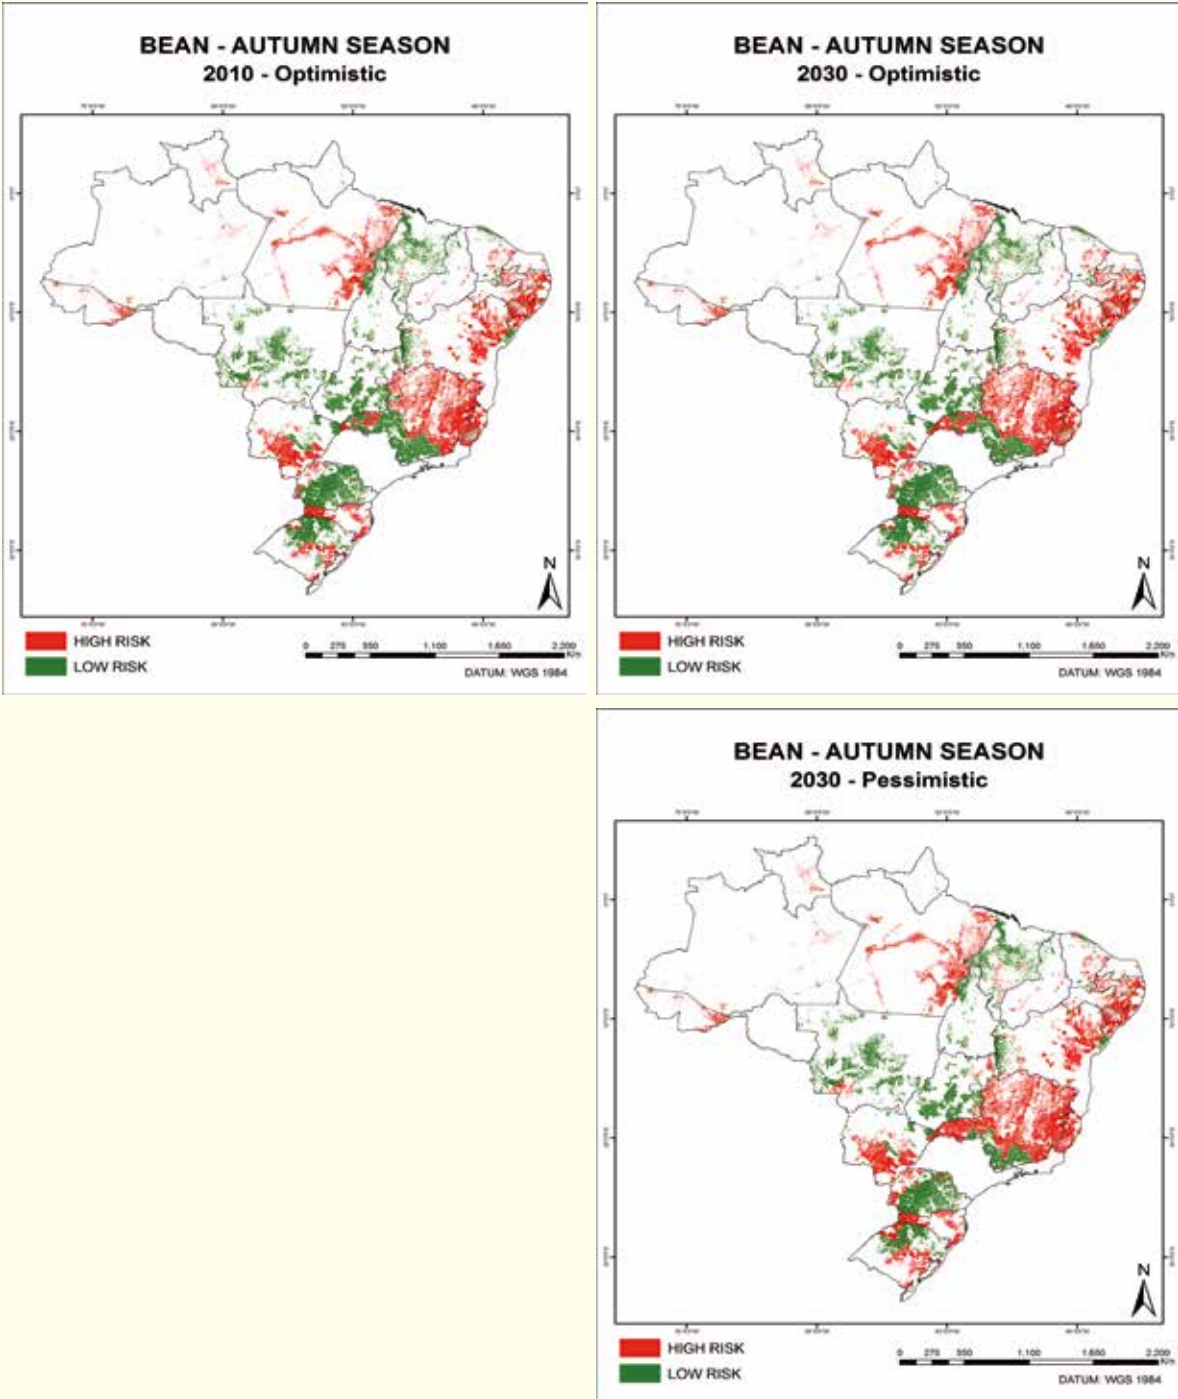 BEAN - AUTUMN SEASON
2010 - Optimistic
N
HIGH RISK
LOW RISK
0 275 550 1,100 1,650 2,200
Km
DATUM: WGS 1984
BEAN - AUTUMN SEASON
2030 - Optimistic
N
HIGH RISK
LOW RISK
0 275 550 1,100 1,650 2,200
Km
DATUM: WGS 1984
BEAN - AUTUMN SEASON
2030 - Pessimistic
N
HIGH RISK
LOW RISK
0 275 550 1,100 1,650 2,200
Km
DATUM: WGS 1984